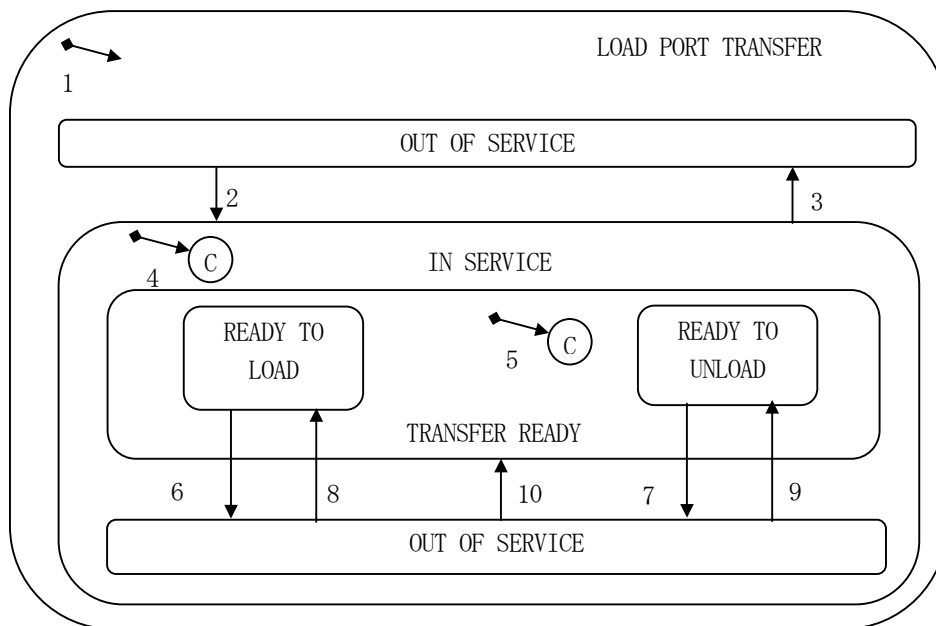 LOAD PORT TRANSFER
1
OUT OF SERVICE
2
3
C
IN SERVICE
4
READY TO
LOAD
5
C
READY TO
UNLOAD
TRANSFER READY
6
8
10
7
9
OUT OF SERVICE